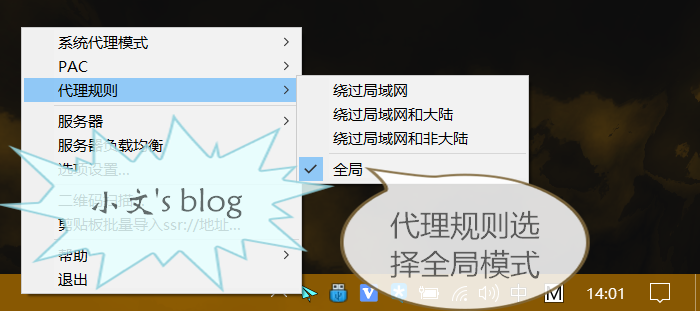 系统代理模式
PAC
代理规则
绕过局域网
绕过局域网和大陆
绕过局域网和非大陆
全局
服务器
服务器负载均衡
选项设置...
二维码扫描
剪贴板批量导入ssr://地址...
帮助
退出
小文's blog
代理规则选
择全局模式
中
M
14:01